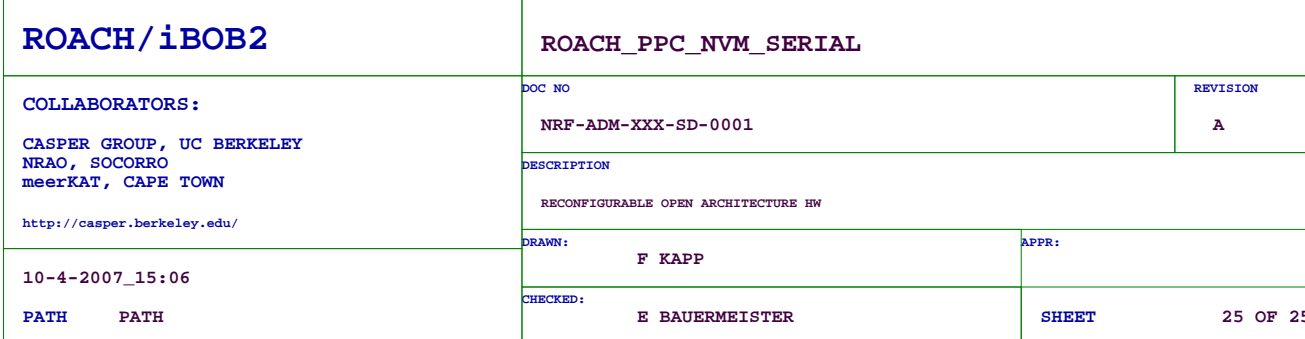 ROACH/iBOB2
COLLABORATORS:
CASPER GROUP, UC BERKELEY
NRAO, SOCORRO
meerKAT, CAPE TOWN
http://casper.berkeley.edu/
10-4-2007_15:06
PATH PATH
ROACH_PPC_NVM_SERIAL
DOC NO
NRF-ADM-XXX-SD-0001
REVISION
A
DESCRIPTION
RECONFIGURABLE OPEN ARCHITECTURE HW
DRAWN:
F KAPP
APPR:
CHECKED:
E BAUERMEISTER
SHEET 25 OF 25